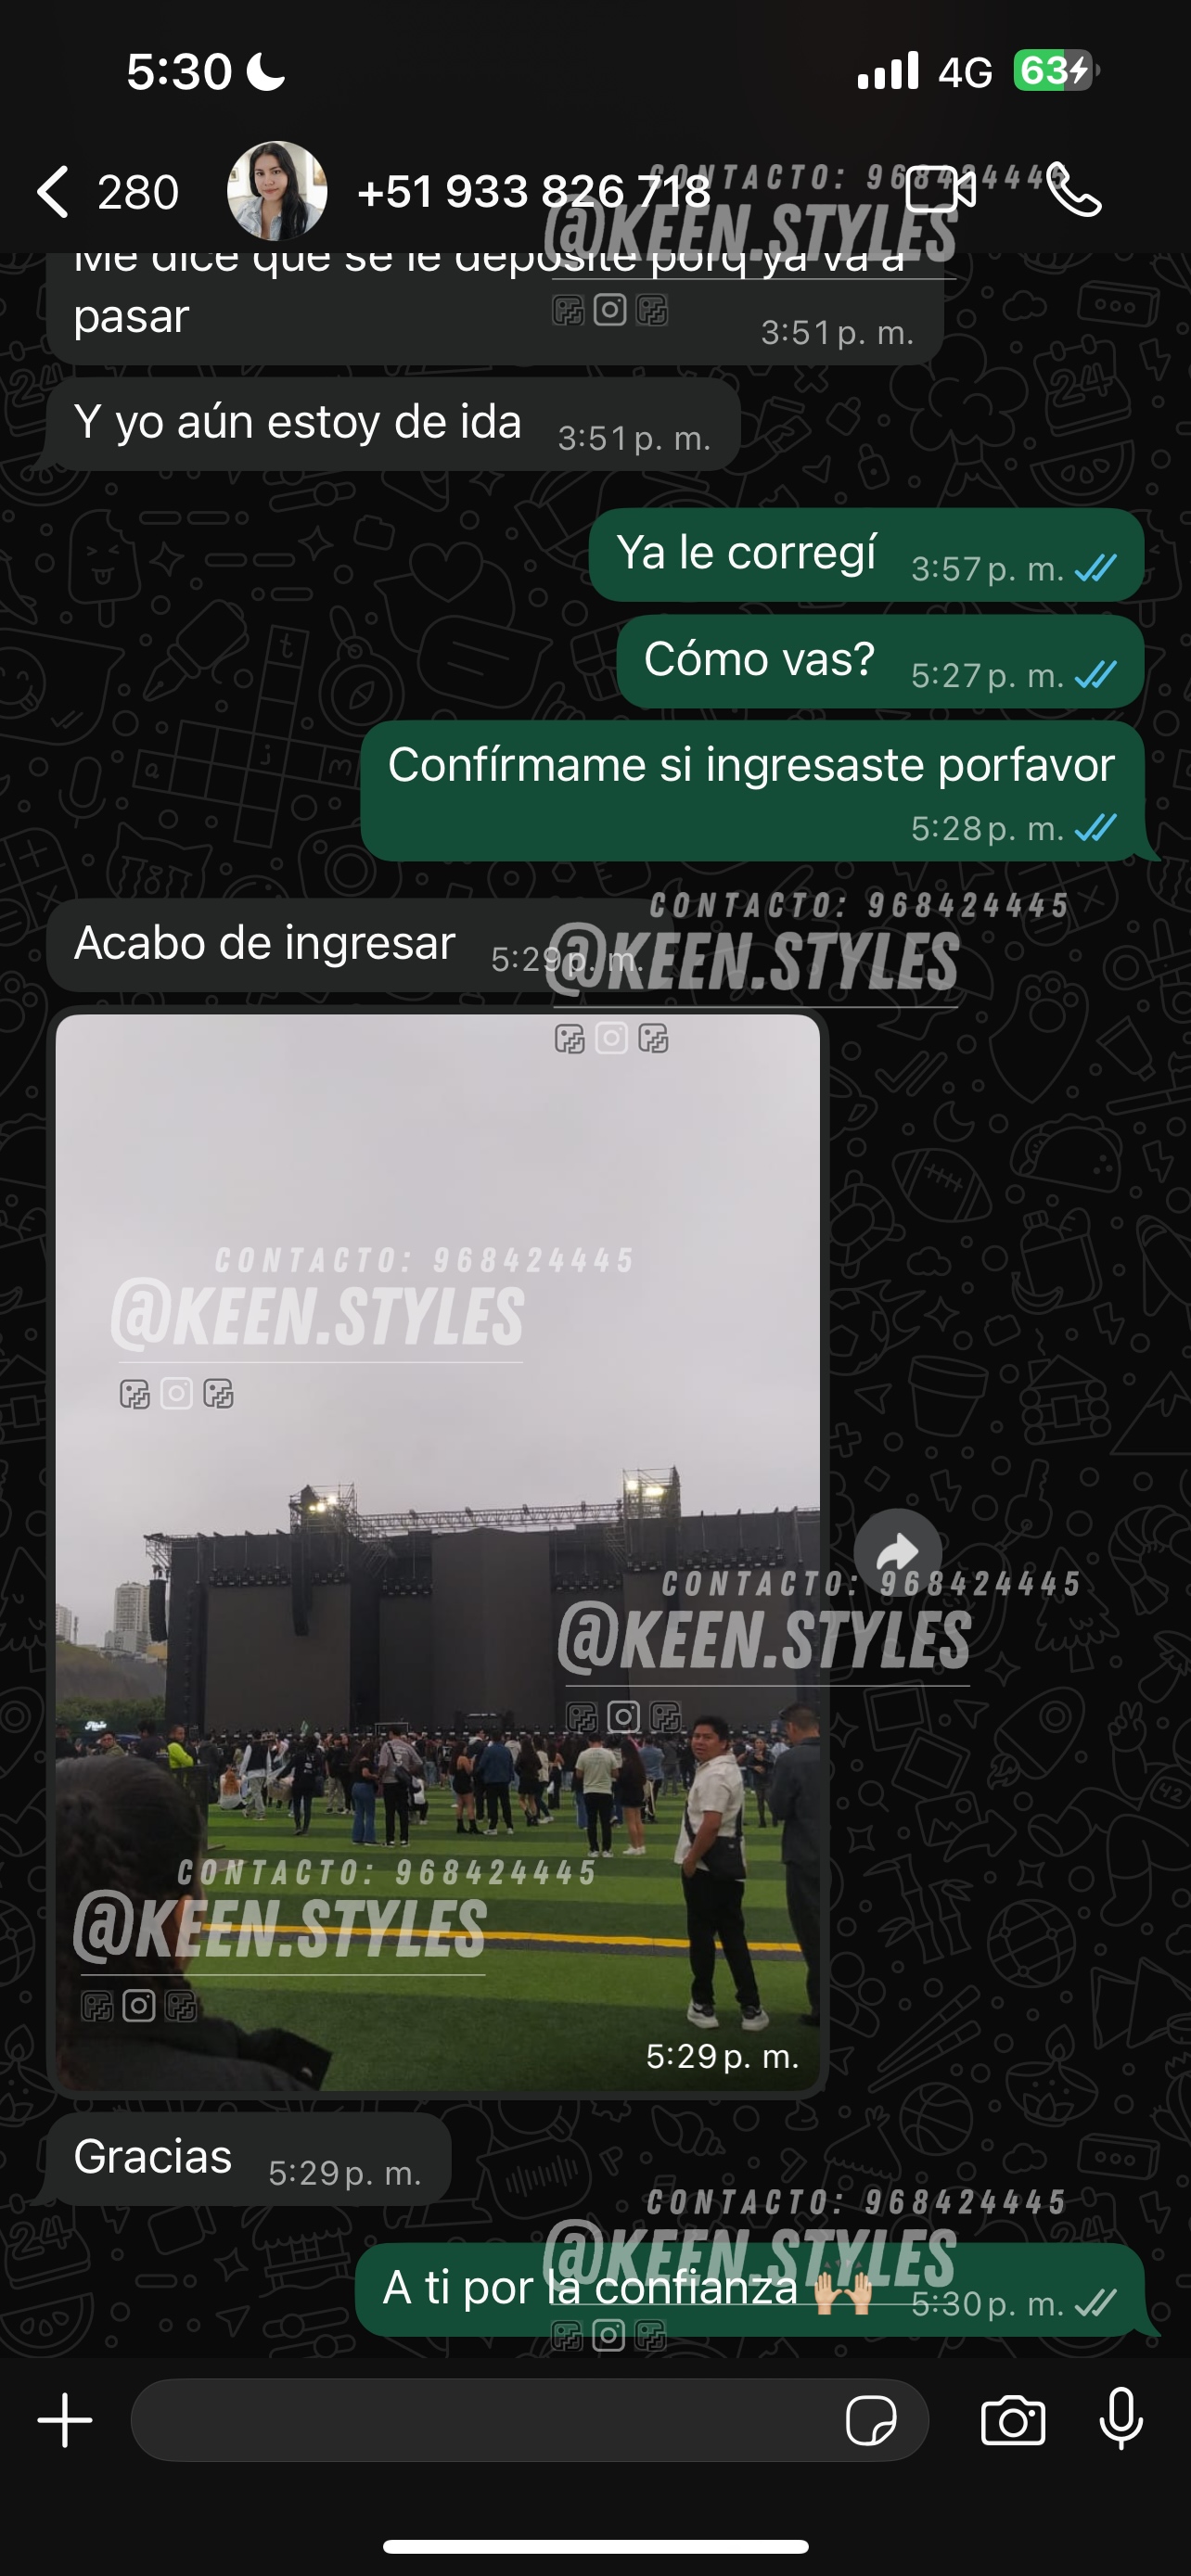 5:30
4G
63
280
+51 933 826 718
CONTACTO: 968424445
@KEEN.STYLES
Me dice que se le deposite porq ya va a
pasar
3:51 p. m.
Y yo aún estoy de ida
3:51 p. m.
Ya le corregí
3:57 p. m.
Cómo vas?
5:27 p. m.
Confírmame si ingresaste porfavor
5:28 p. m.
CONTACTO: 968424445
Acabo de ingresar
5:29 p. m.
@KEEN.STYLES
CONTACTO: 968424445
@KEEN.STYLES
CONTACTO: 968424445
@KEEN.STYLES
CONTACTO: 968424445
@KEEN.STYLES
5:29 p. m.
Gracias
5:29 p. m.
CONTACTO: 968424445
@KEEN.STYLES
A ti por la confianza 🙌🏼
5:30 p. m.